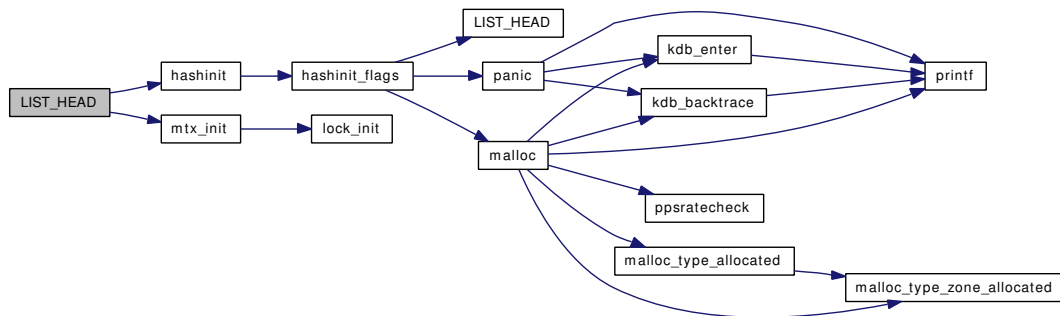 LIST_HEAD
hashinit
mtx_init
hashinit_flags
lock_init
LIST_HEAD
panic
malloc
kdb_enter
kdb_backtrace
ppsratecheck
malloc_type_allocated
printf
malloc_type_zone_allocated